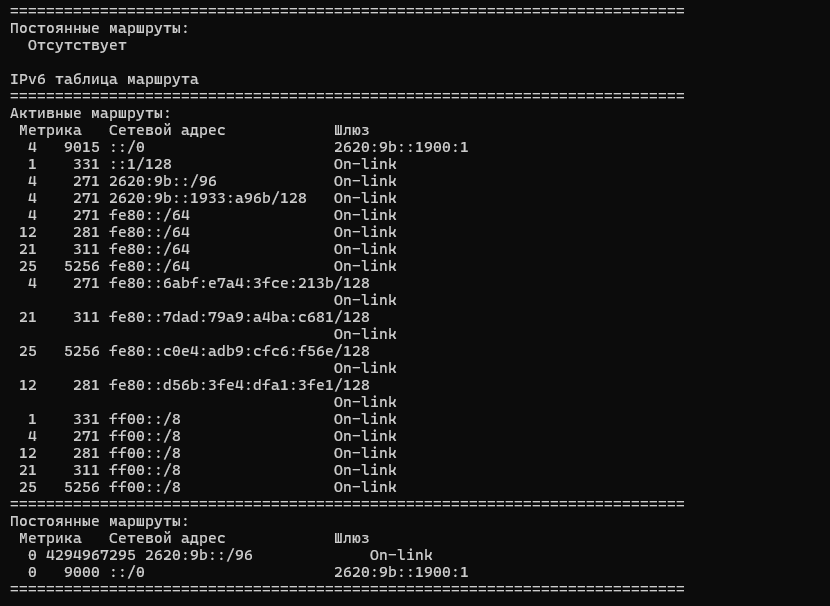 ===========================================================================
Постоянные маршруты:
  Отсутствует

IPv6 таблица маршрута
===========================================================================
Активные маршруты:
 Метрика   Сетевой адрес            Шлюз
  4   9015 ::/0                     2620:9b::1900:1
  1    331 ::1/128                  On-link
  4    271 2620:9b::/96             On-link
  4    271 2620:9b::1933:a96b/128   On-link
  4    271 fe80::/64                On-link
 12    281 fe80::/64                On-link
 21    311 fe80::/64                On-link
 25   5256 fe80::/64                On-link
  4    271 fe80::6abf:e7a4:3fce:213b/128
                                    On-link
 21    311 fe80::7dad:79a9:a4ba:c681/128
                                    On-link
 25   5256 fe80::c0e4:adb9:cfc6:f56e/128
                                    On-link
 12    281 fe80::d56b:3fe4:dfa1:3fe1/128
                                    On-link
  1    331 ff00::/8                 On-link
  4    271 ff00::/8                 On-link
 12    281 ff00::/8                 On-link
 21    311 ff00::/8                 On-link
 25   5256 ff00::/8                 On-link
===========================================================================
Постоянные маршруты:
 Метрика   Сетевой адрес            Шлюз
  0 4294967295 2620:9b::/96             On-link
  0   9000 ::/0                     2620:9b::1900:1
===========================================================================